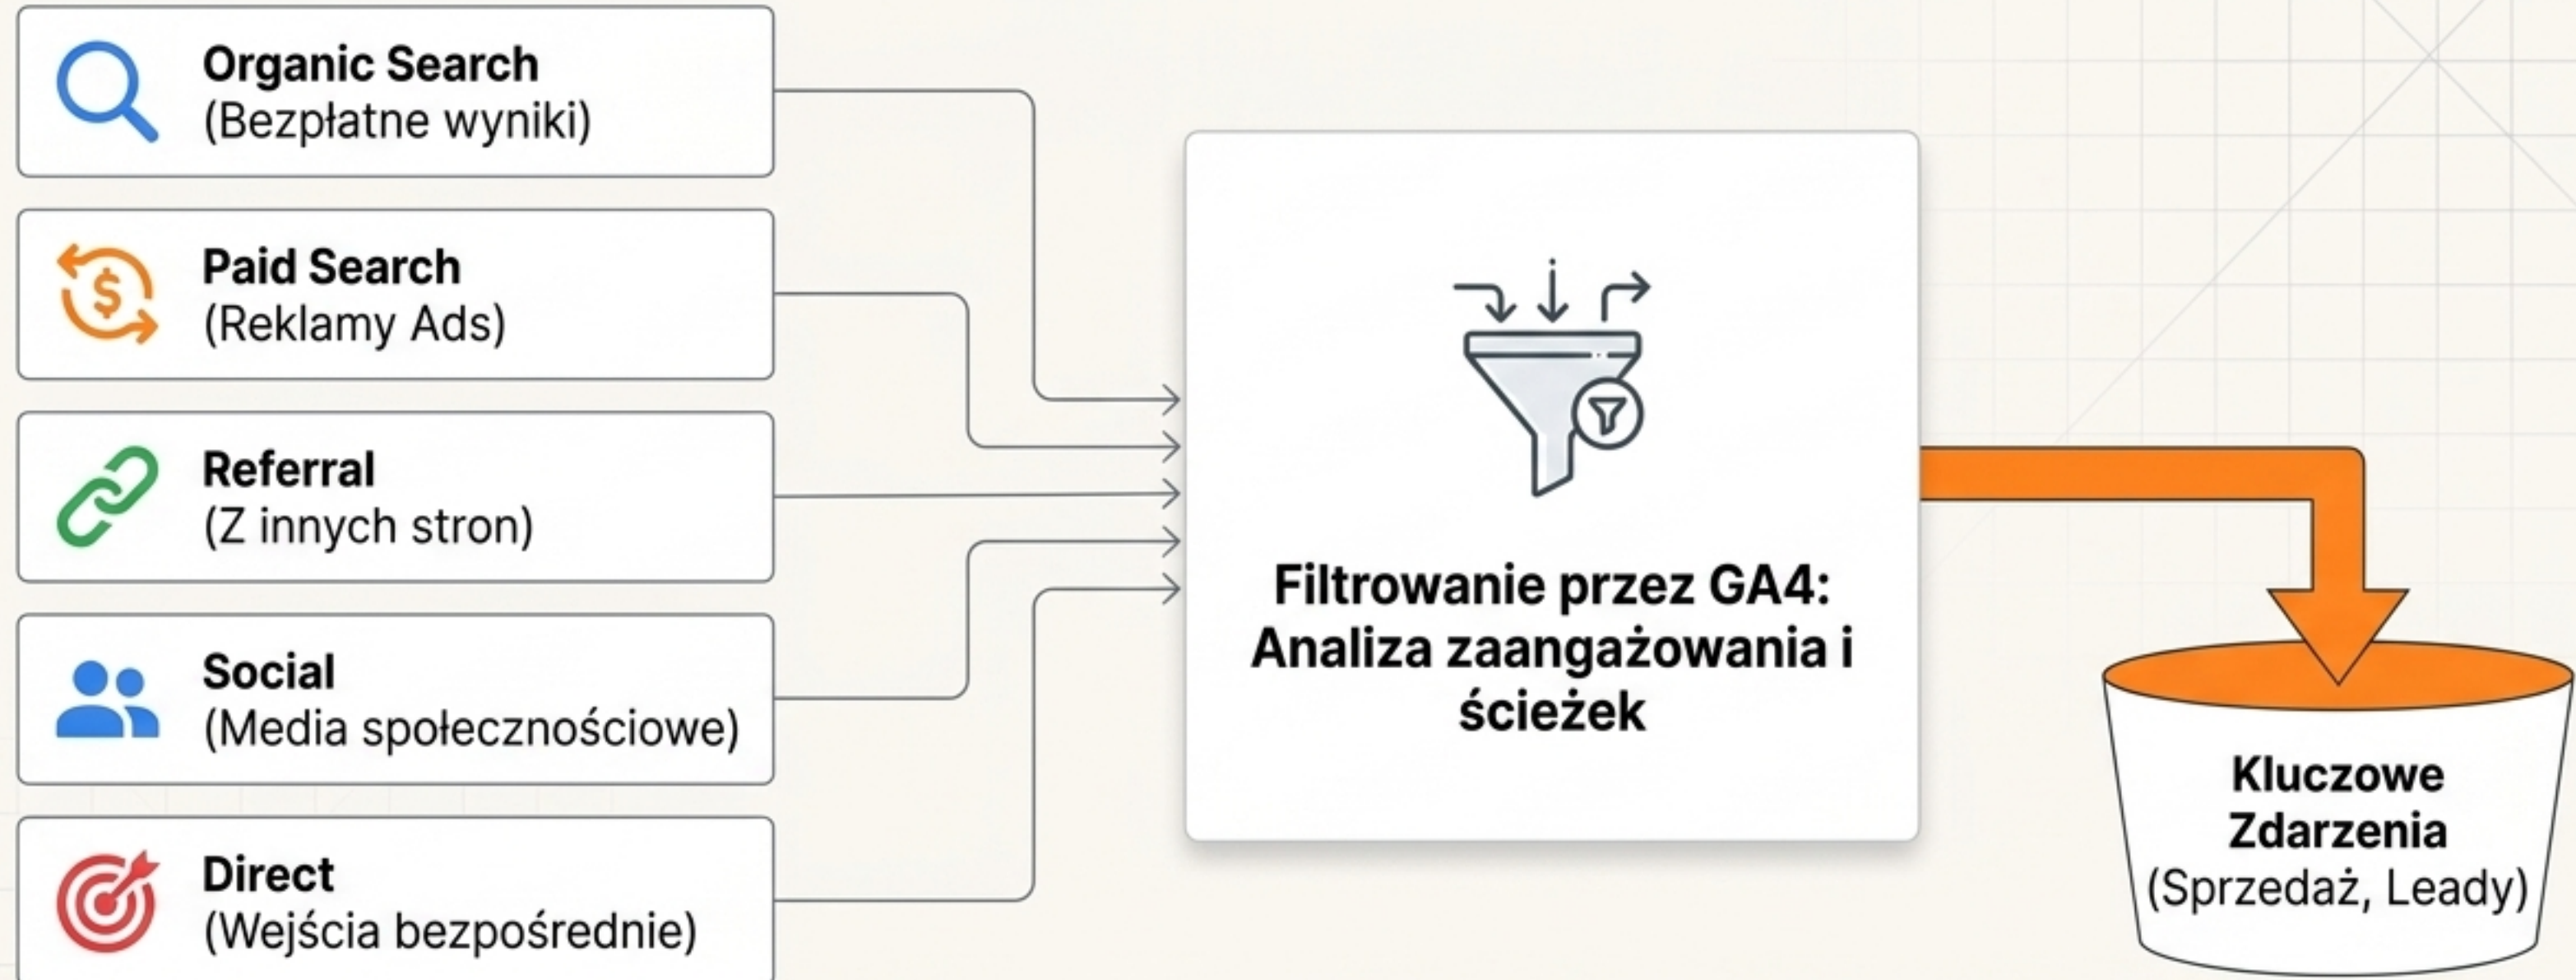 Organic Search
(Bezpłatne wyniki)
Paid Search
(Reklamy Ads)
Referral
(Z innych stron)
Social
(Media społecznościowe)
Direct
(Wejścia bezpośrednie)
Filtrowanie przez GA4:
Analiza zaangażowania i
ścieżek
Kluczowe
Zdarzenia
(Sprzedaż, Leady)